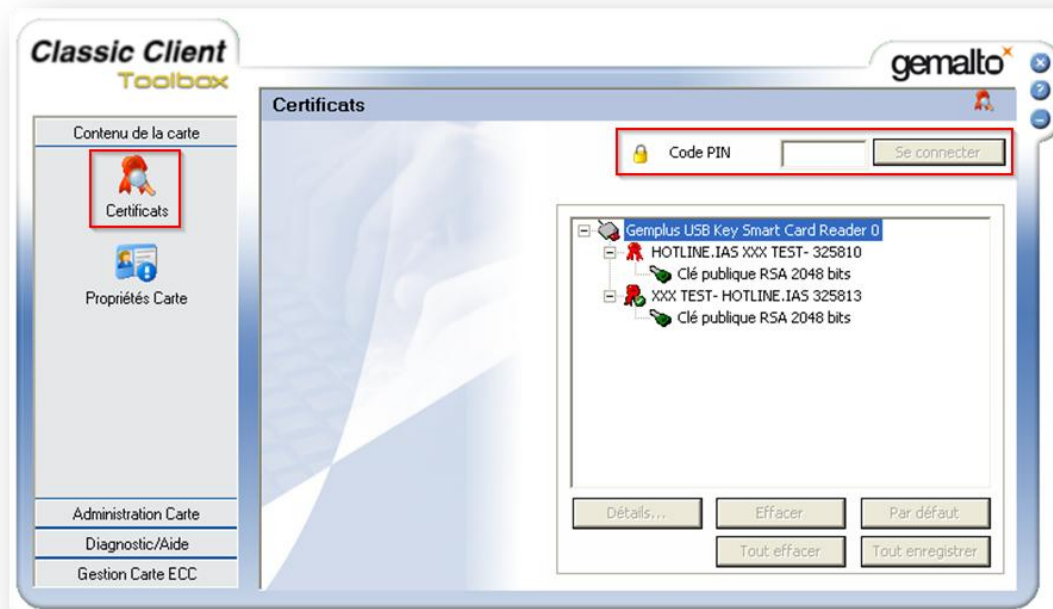 Classic Client
Toolbox
gemalto
Certificats
Contenu de la carte
Certificats
Propriétés Carte
Administration Carte
Diagnostic/Aide
Gestion Carte ECC
Code PIN
Se connecter
Gemplus USB Key Smart Card Reader 0
HOTLINE.IAS XXX TEST- 325810
Clé publique RSA 2048 bits
XXX TEST- HOTLINE.IAS 325813
Clé publique RSA 2048 bits
Détails...
Effacer
Par défaut
Tout effacer
Tout enregistrer